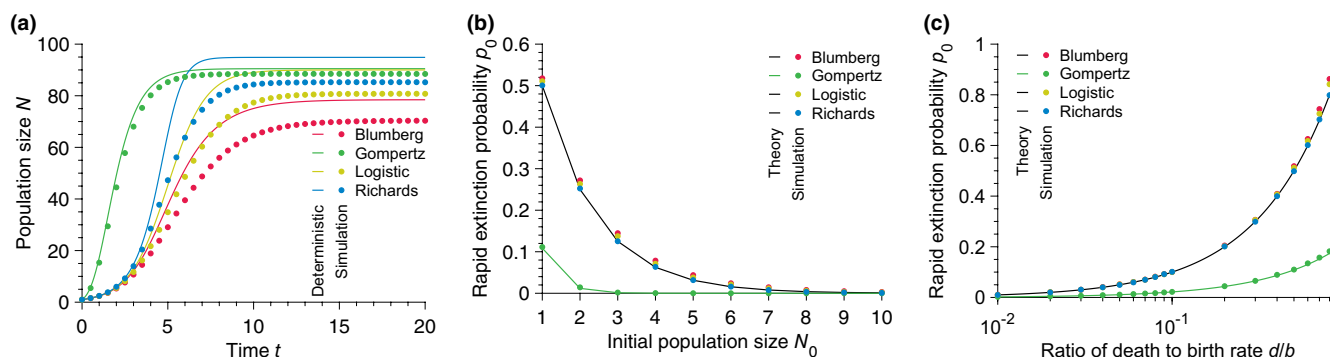 (a)
100
80
60
40
20
0
Population size N
0 5 10 15 20
Time t
Blumberg
Gompertz
Logistic
Richards
Deterministic
Simulation
(b)
0.6
0.5
0.4
0.3
0.2
0.1
0
Rapid extinction probability p₀
1 2 3 4 5 6 7 8 9 10
Initial population size N₀
Blumberg
Gompertz
Logistic
Richards
Theory
Simulation
(c)
1
0.8
0.6
0.4
0.2
0
Rapid extinction probability p₀
10⁻² 10⁻¹
Ratio of death to birth rate d/b
Blumberg
Gompertz
Logistic
Richards
Theory
Simulation